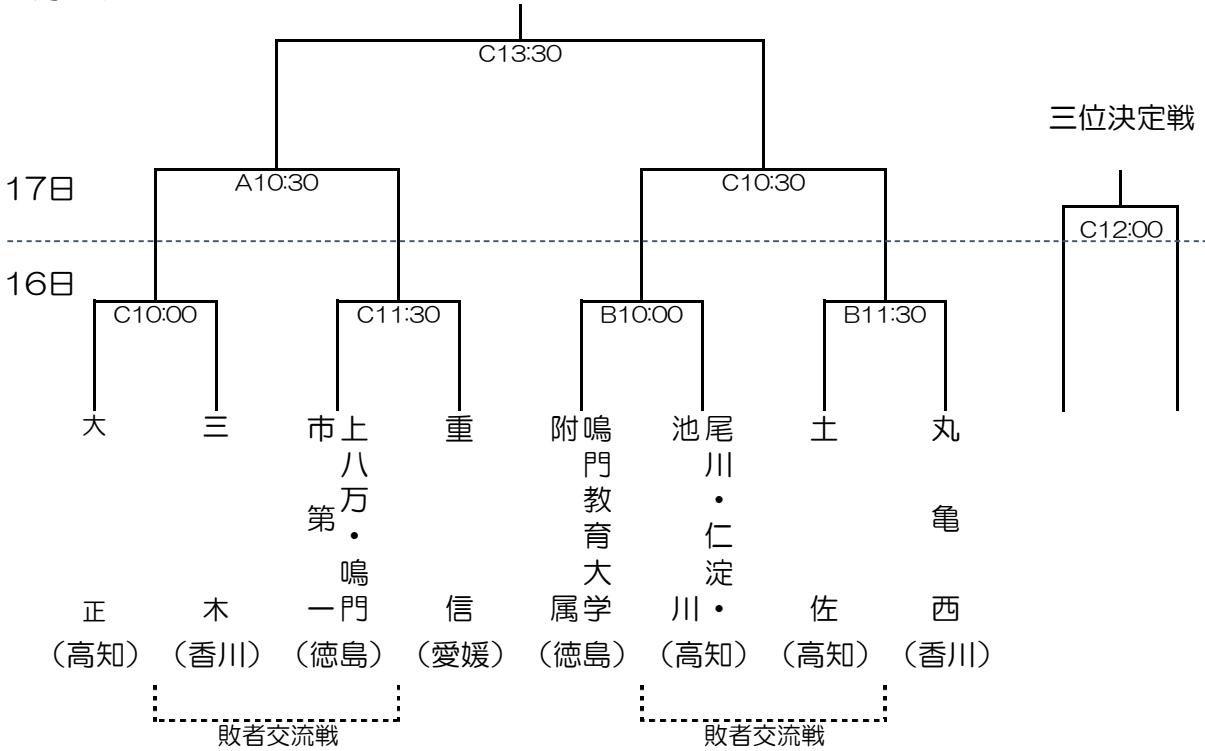 C13:30
三位決定戦
17日
A10:30
C10:30
C12:00
16日
C10:00
C11:30
B10:00
B11:30
大正
(高知)
三木
(香川)
上八万・鳴門
市第一
(徳島)
重信
(愛媛)
鳴門教育大学
附属
(徳島)
尾川・仁淀・
池川
(高知)
土佐
(高知)
丸亀西
(香川)
敗者交流戦
敗者交流戦